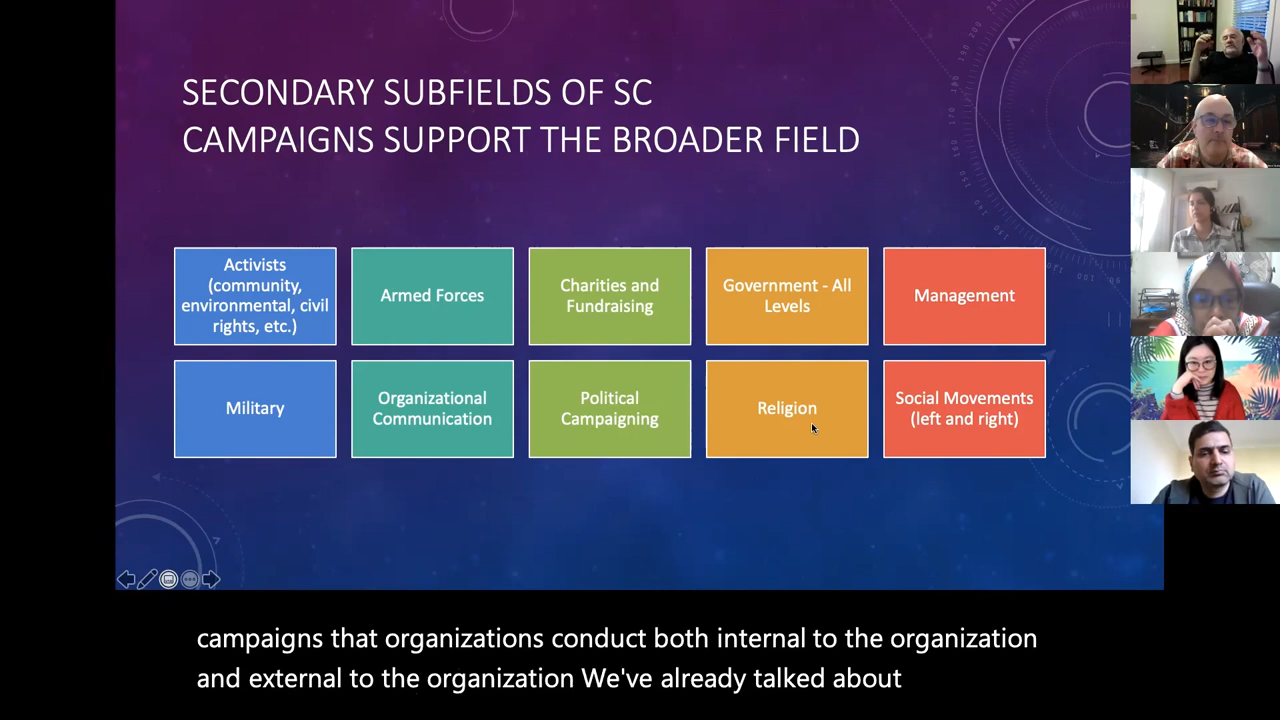 SECONDARY SUBFIELDS OF SC
CAMPAIGNS SUPPORT THE BROADER FIELD
Activists
(community,
environmental, civil
rights, etc.)
Armed Forces
Charities and
Fundraising
Government - All
Levels
Management
Military
Organizational
Communication
Political
Campaigning
Religion
Social Movements
(left and right)
campaigns that organizations conduct both internal to the organization
and external to the organization We've already talked about